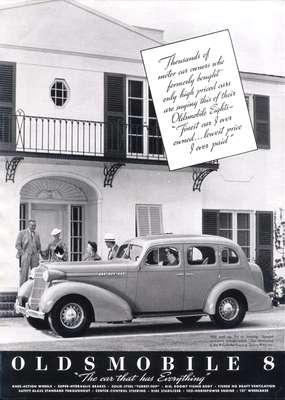 Thousands of
motor car owners who
formerly bought
only high priced cars
are saying this of their
Oldsmobile Eights—
"Finest car I ever
owned...lowest price
I ever paid"
OLDSMOBILE 8
"The car that has Everything"
KNEE-ACTION WHEELS · SUPER-HYDRAULIC BRAKES · SOLID-STEEL "TURRET-TOP" · BIG, ROOMY FISHER BODY · FISHER NO DRAFT VENTILATION
SAFETY GLASS STANDARD THROUGHOUT · CENTER-CONTROL STEERING · RIDE STABILIZER · 100-HORSEPOWER ENGINE · 121" WHEELBASE